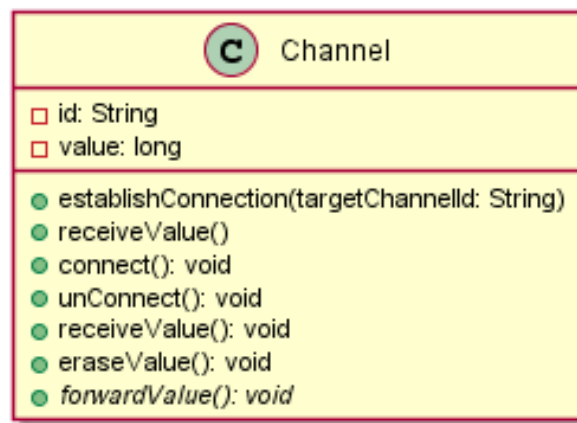 C Channel
id: String
value: long
establishConnection(targetChannelId: String)
receiveValue()
connect(): void
unConnect(): void
receiveValue(): void
eraseValue(): void
forwardValue(): void